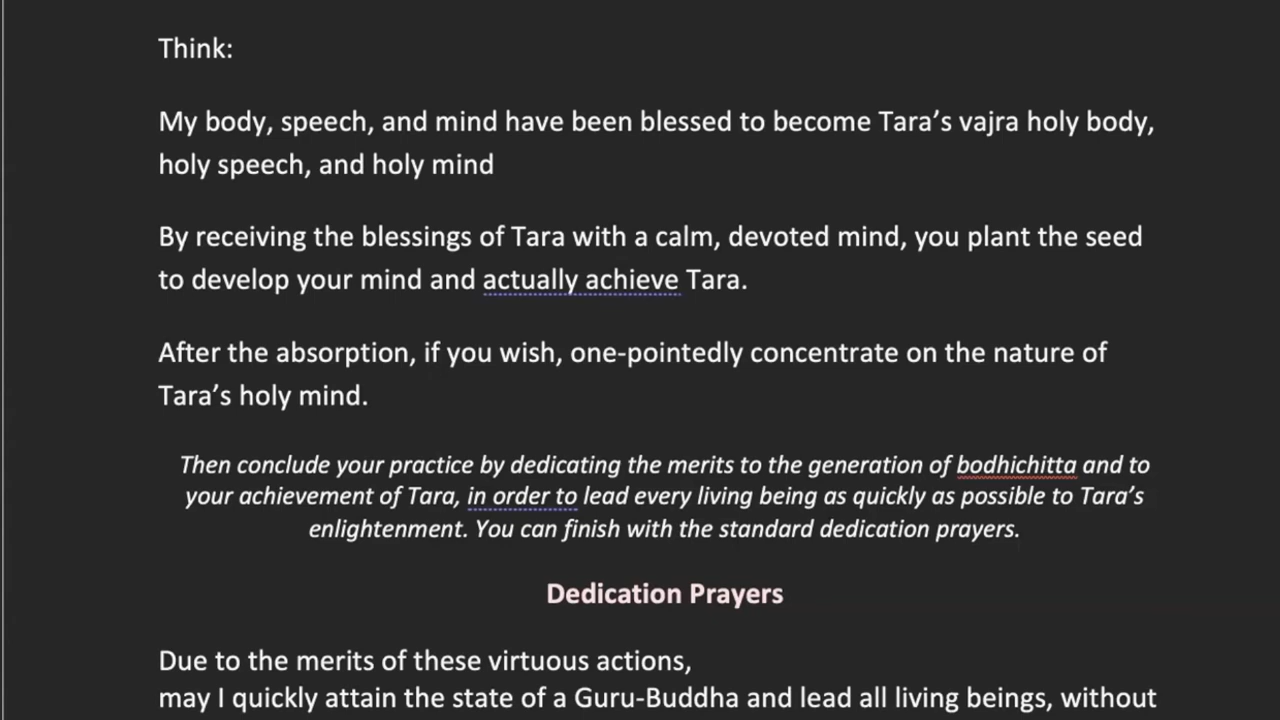 Think:
My body, speech, and mind have been blessed to become Tara’s vajra holy body,
holy speech, and holy mind
By receiving the blessings of Tara with a calm, devoted mind, you plant the seed
to develop your mind and actually achieve Tara.
After the absorption, if you wish, one-pointedly concentrate on the nature of
Tara’s holy mind.
Then conclude your practice by dedicating the merits to the generation of bodhichitta and to
your achievement of Tara, in order to lead every living being as quickly as possible to Tara’s
enlightenment. You can finish with the standard dedication prayers.
Dedication Prayers
Due to the merits of these virtuous actions,
may I quickly attain the state of a Guru-Buddha and lead all living beings, without